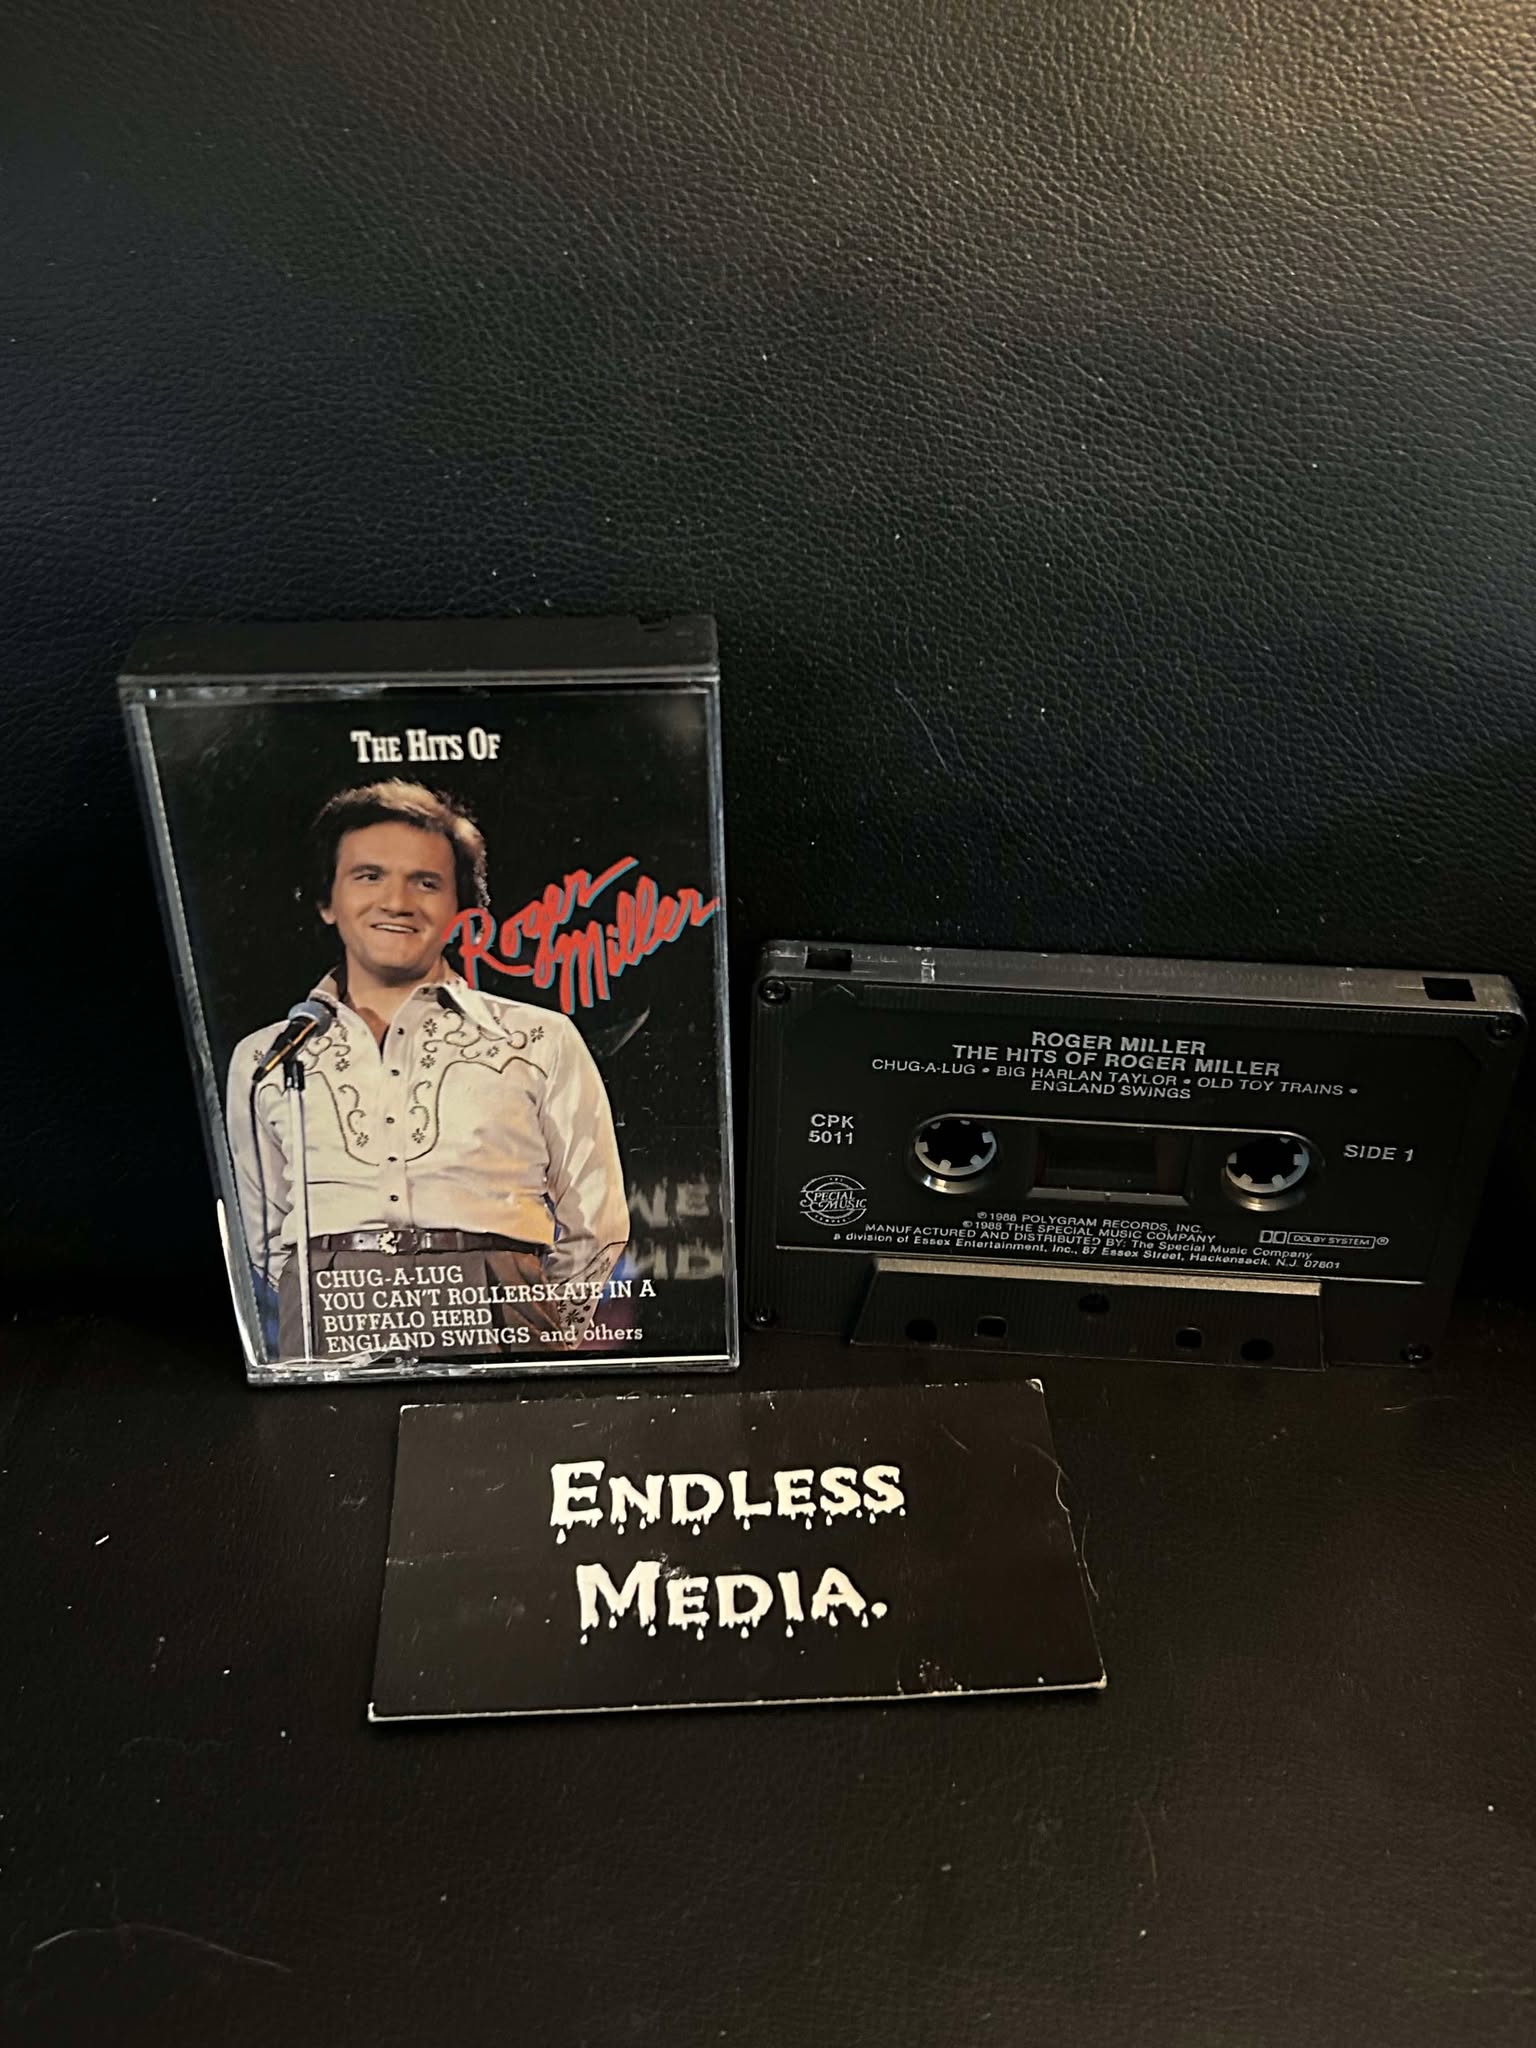 THE HITS OF
Roger
Miller
CHUG-A-LUG
YOU CAN'T ROLLERSKATE IN A
BUFFALO HERD
ENGLAND SWINGS and others
ROGER MILLER
THE HITS OF ROGER MILLER
CHUG-A-LUG • BIG HARLAN TAYLOR • OLD TOY TRAINS •
ENGLAND SWINGS
CPK
5011
SIDE 1
THE
SPECIAL
MUSIC
COMPANY
℗ 1988 POLYGRAM RECORDS, INC.
© 1988 THE SPECIAL MUSIC COMPANY
MANUFACTURED AND DISTRIBUTED BY: The Special Music Company
a division of Essex Entertainment, Inc., 87 Essex Street, Hackensack, N.J. 07601
DOLBY SYSTEM ®
ENDLESS
MEDIA.